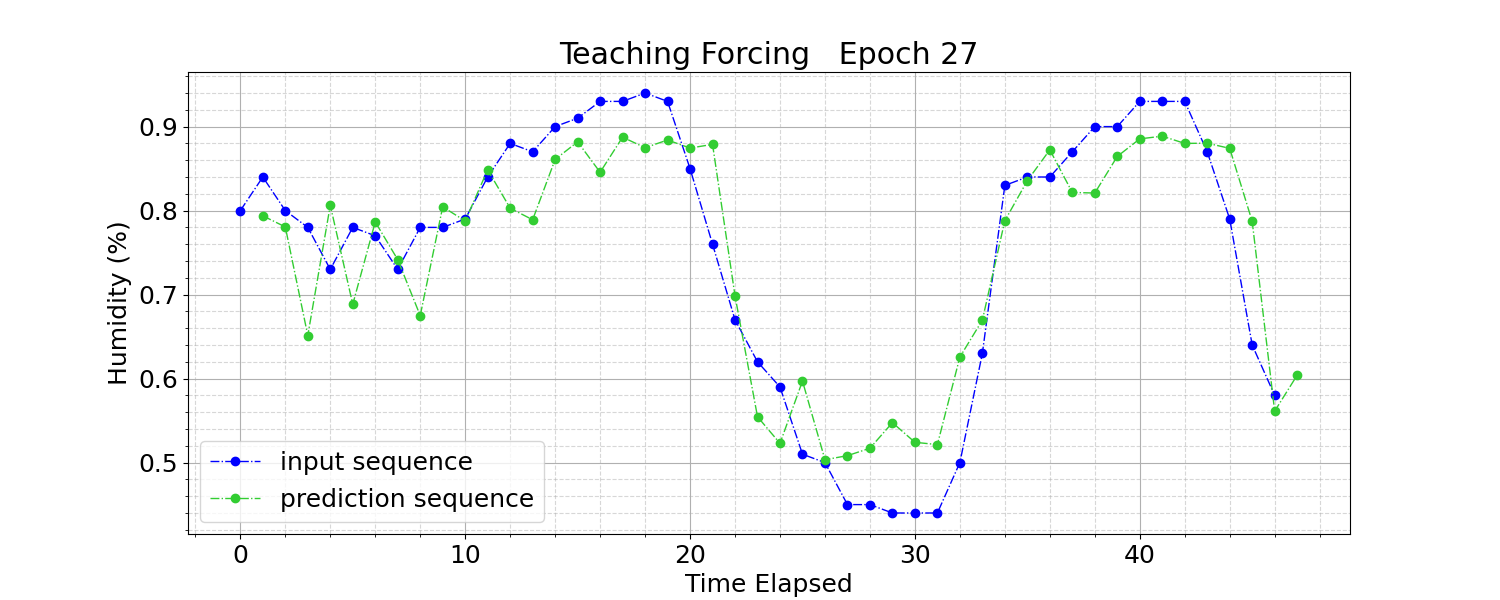 Teaching Forcing   Epoch 27
Humidity (%)
0.9
0.8
0.7
0.6
0.5
input sequence
prediction sequence
0 10 20 30 40
Time Elapsed